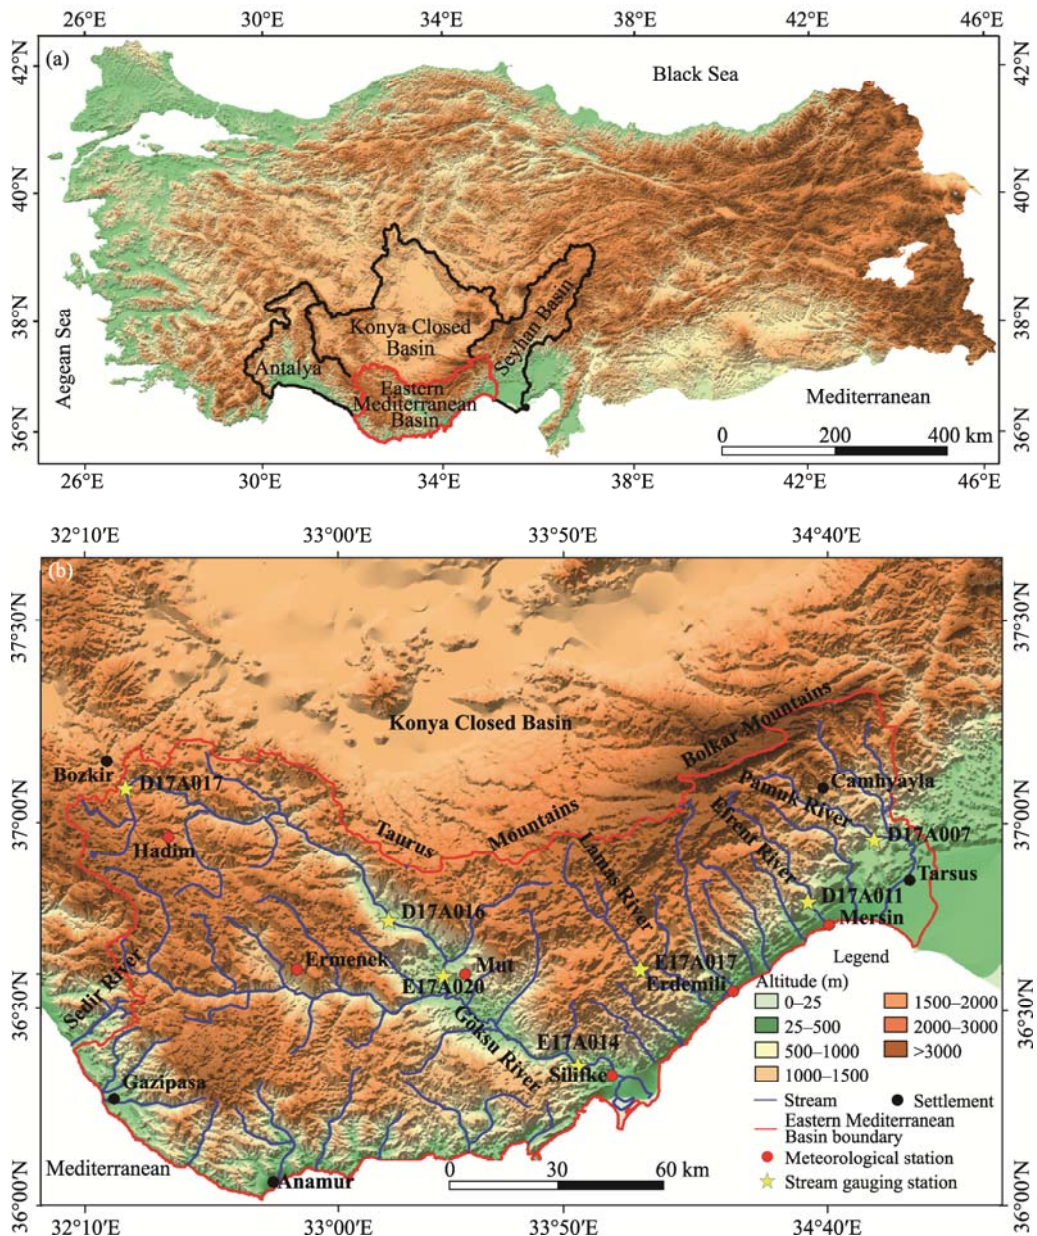 26°E 30°E 34°E 38°E 42°E 46°E
(a)
Black Sea
42°N 42°N
40°N 40°N
38°N 38°N
36°N 36°N
Aegean Sea
Konya Closed
Basin
Seyhan Basin
Antalya
Eastern
Mediterranean
Basin
Mediterranean
0 200 400 km
26°E 30°E 34°E 38°E 42°E 46°E
32°10′E 33°00′E 33°50′E 34°40′E
(b)
37°30′N 37°30′N
37°00′N 37°00′N
36°30′N 36°30′N
36°00′N 36°00′N
Konya Closed Basin
Bolkar Mountains
Bozkir
D17A017
Camhyayla
Pamuk River
Taurus Mountains
Efrent River
Hadim
Lamas River
D17A007
Tarsus
D17A016
D17A011
Mersin
Ermenek
Mut
E17A017
E17A020
Erdemili
Sedir River
Göksu River
E17A014
Silifke
Gazipasa
Anamur
Mediterranean
0 30 60 km
Legend
Altitude (m)
0–25 1500–2000
25–500 2000–3000
500–1000 >3000
1000–1500
Stream Settlement
Eastern Mediterranean
Basin boundary
Meteorological station
Stream gauging station
32°10′E 33°00′E 33°50′E 34°40′E